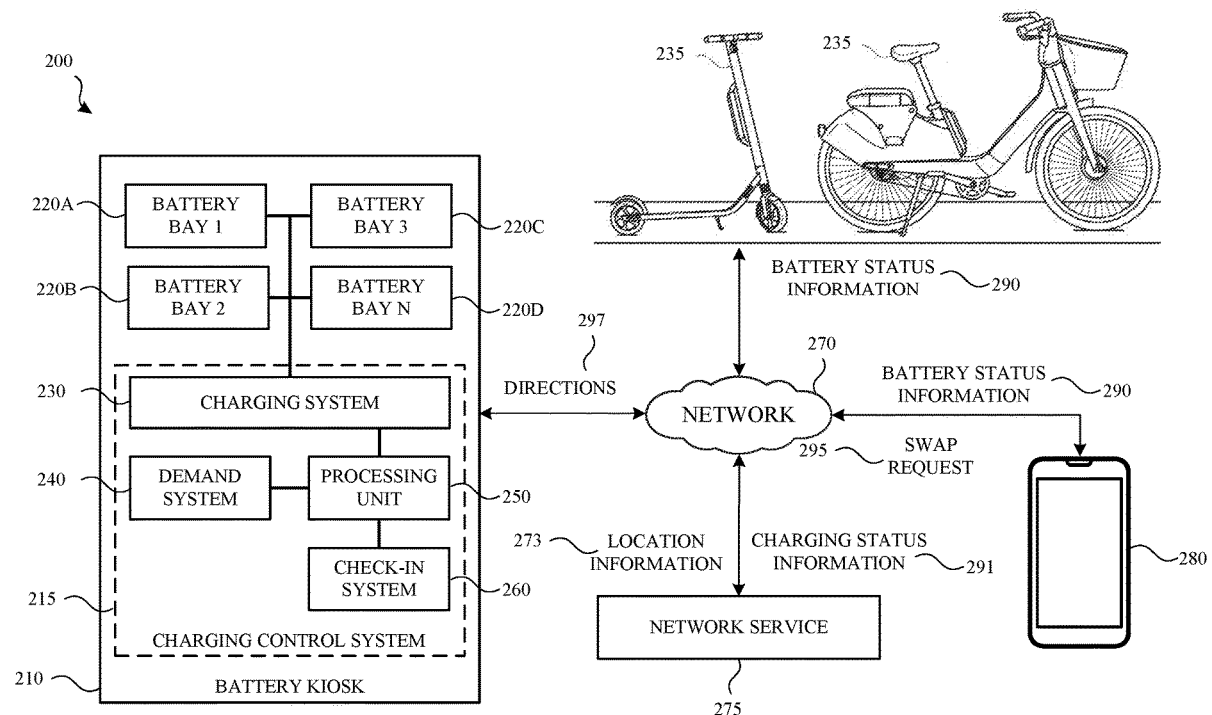 200
235
235
220A
BATTERY
BAY 1
BATTERY
BAY 3
220C
220B
BATTERY
BAY 2
BATTERY
BAY N
220D
BATTERY STATUS
INFORMATION
290
297
DIRECTIONS
270
NETWORK
BATTERY STATUS
INFORMATION
290
295
SWAP
REQUEST
230
CHARGING SYSTEM
240
DEMAND
SYSTEM
PROCESSING
UNIT
250
CHECK-IN
SYSTEM
260
215
CHARGING CONTROL SYSTEM
210
BATTERY KIOSK
273
LOCATION
INFORMATION
CHARGING STATUS
INFORMATION
291
280
NETWORK SERVICE
275